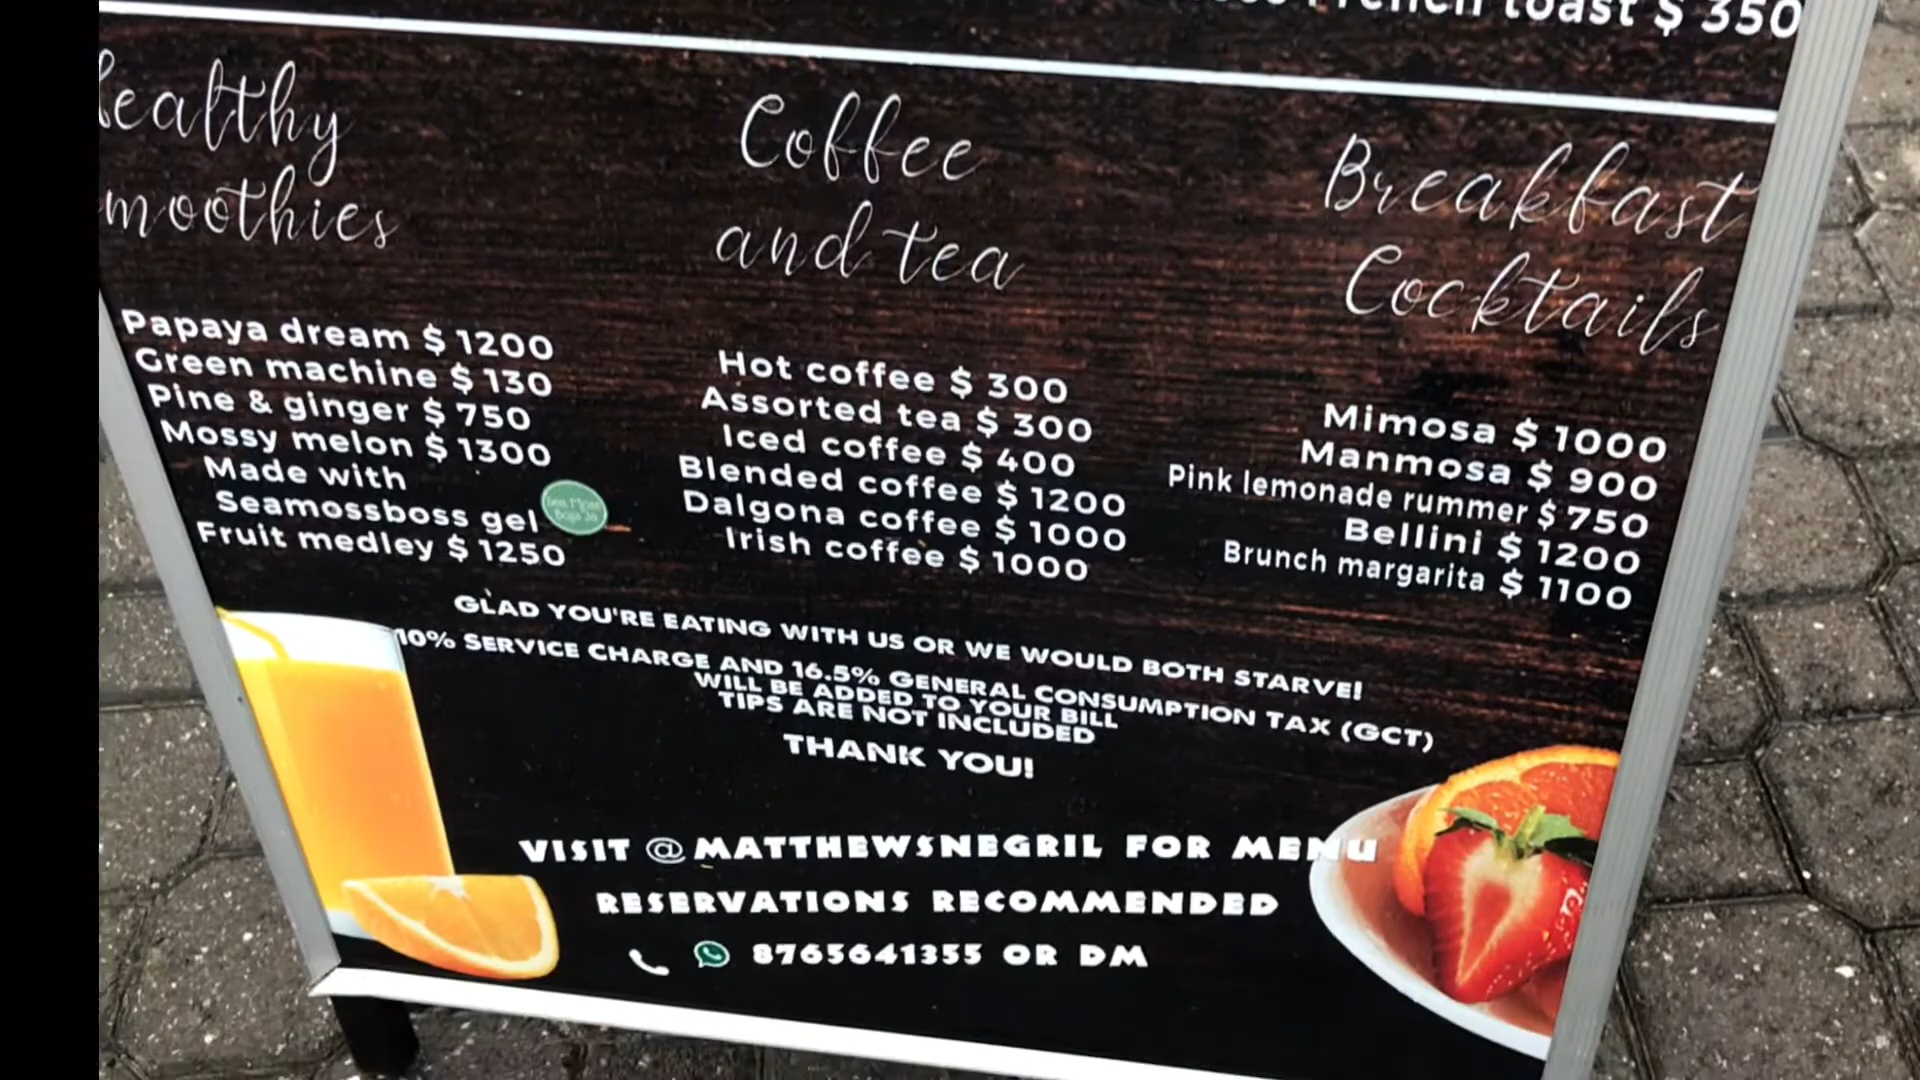 French toast $ 350
ealthy
moothies
Papaya dream $ 1200
Green machine $ 130
Pine & ginger $ 750
Mossy melon $ 1300
Made with
Seamossboss gel
Fruit medley $ 1250
Coffee
and tea
Hot coffee $ 300
Assorted tea $ 300
Iced coffee $ 400
Blended coffee $ 1200
Dalgona coffee $ 1000
Irish coffee $ 1000
Breakfast
Cocktails
Mimosa $ 1000
Manmosa $ 900
Pink lemonade rummer $ 750
Bellini $ 1200
Brunch margarita $ 1100
GLAD YOU'RE EATING WITH US OR WE WOULD BOTH STARVE!
10% SERVICE CHARGE AND 16.5% GENERAL CONSUMPTION TAX (GCT)
WILL BE ADDED TO YOUR BILL
TIPS ARE NOT INCLUDED
THANK YOU!
VISIT @MATTHEWSNEGRIL FOR MENU
RESERVATIONS RECOMMENDED
8765641355 OR DM